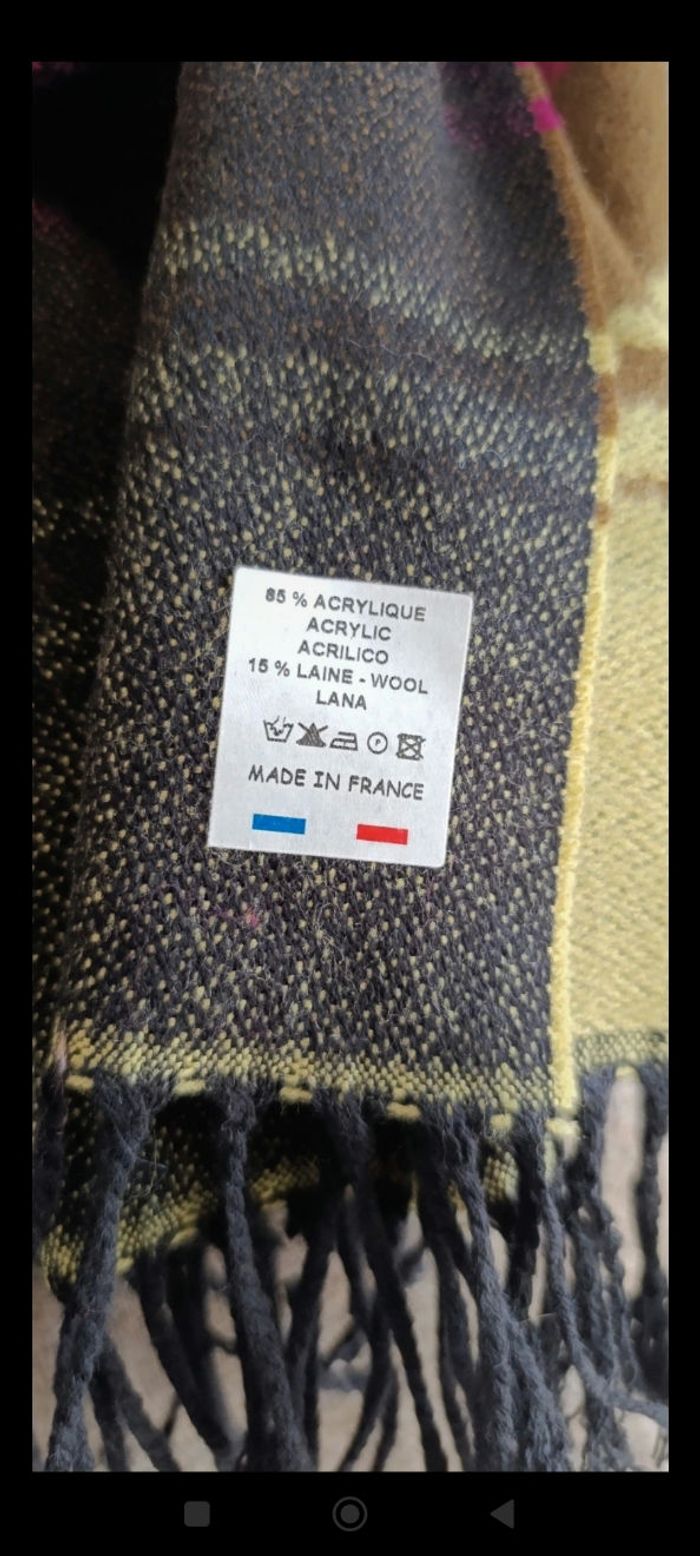 85 % ACRYLIQUE
ACRYLIC
ACRILICO
15 % LAINE - WOOL
LANA
P
MADE IN FRANCE